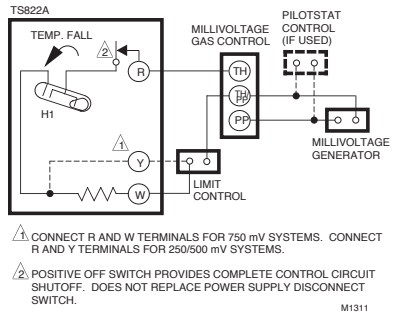 TS822A
TEMP. FALL
2
R
H1
1
Y
W
MILLIVOLTAGE
GAS CONTROL
TH
TH
PP
PP
PILOTSTAT
CONTROL
(IF USED)
MILLIVOLTAGE
GENERATOR
LIMIT
CONTROL
1 CONNECT R AND W TERMINALS FOR 750 mV SYSTEMS. CONNECT
R AND Y TERMINALS FOR 250/500 mV SYSTEMS.
2 POSITIVE OFF SWITCH PROVIDES COMPLETE CONTROL CIRCUIT
SHUTOFF. DOES NOT REPLACE POWER SUPPLY DISCONNECT
SWITCH.
M1311